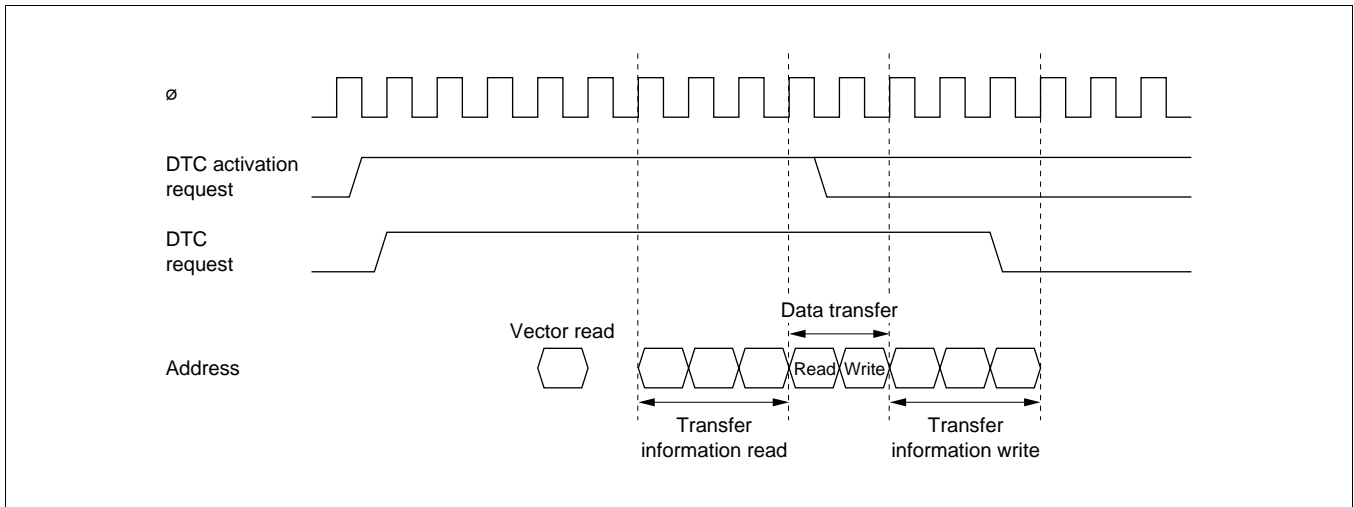 ø
DTC activation
request
DTC
request
Data transfer
Vector read
Address
Read
Write
Transfer
information read
Transfer
information write